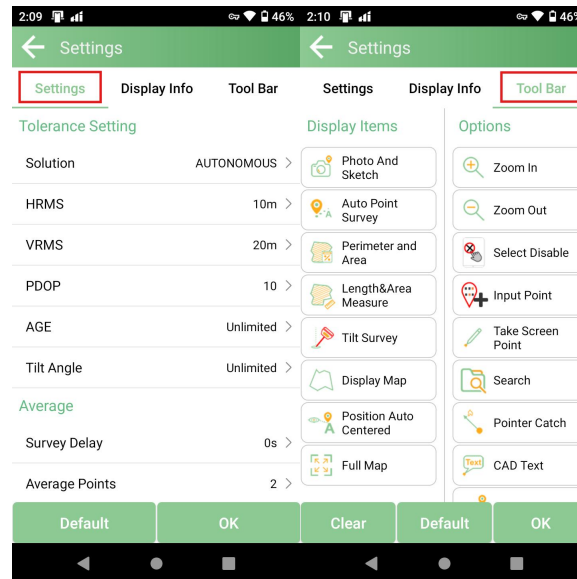 2:09
46%
Settings
Settings Display Info Tool Bar
Tolerance Setting
Solution AUTONOMOUS
HRMS 10m
VRMS 20m
PDOP 10
AGE Unlimited
Tilt Angle Unlimited
Average
Survey Delay 0s
Average Points 2
Default OK
2:10
46%
Settings
Settings Display Info Tool Bar
Display Items
Photo And
Sketch
Auto Point
Survey
Perimeter and
Area
Length&Area
Measure
Tilt Survey
Display Map
Position Auto
Centered
Full Map
Options
Zoom In
Zoom Out
Select Disable
Input Point
Take Screen
Point
Search
Pointer Catch
Text
CAD Text
Clear Default OK